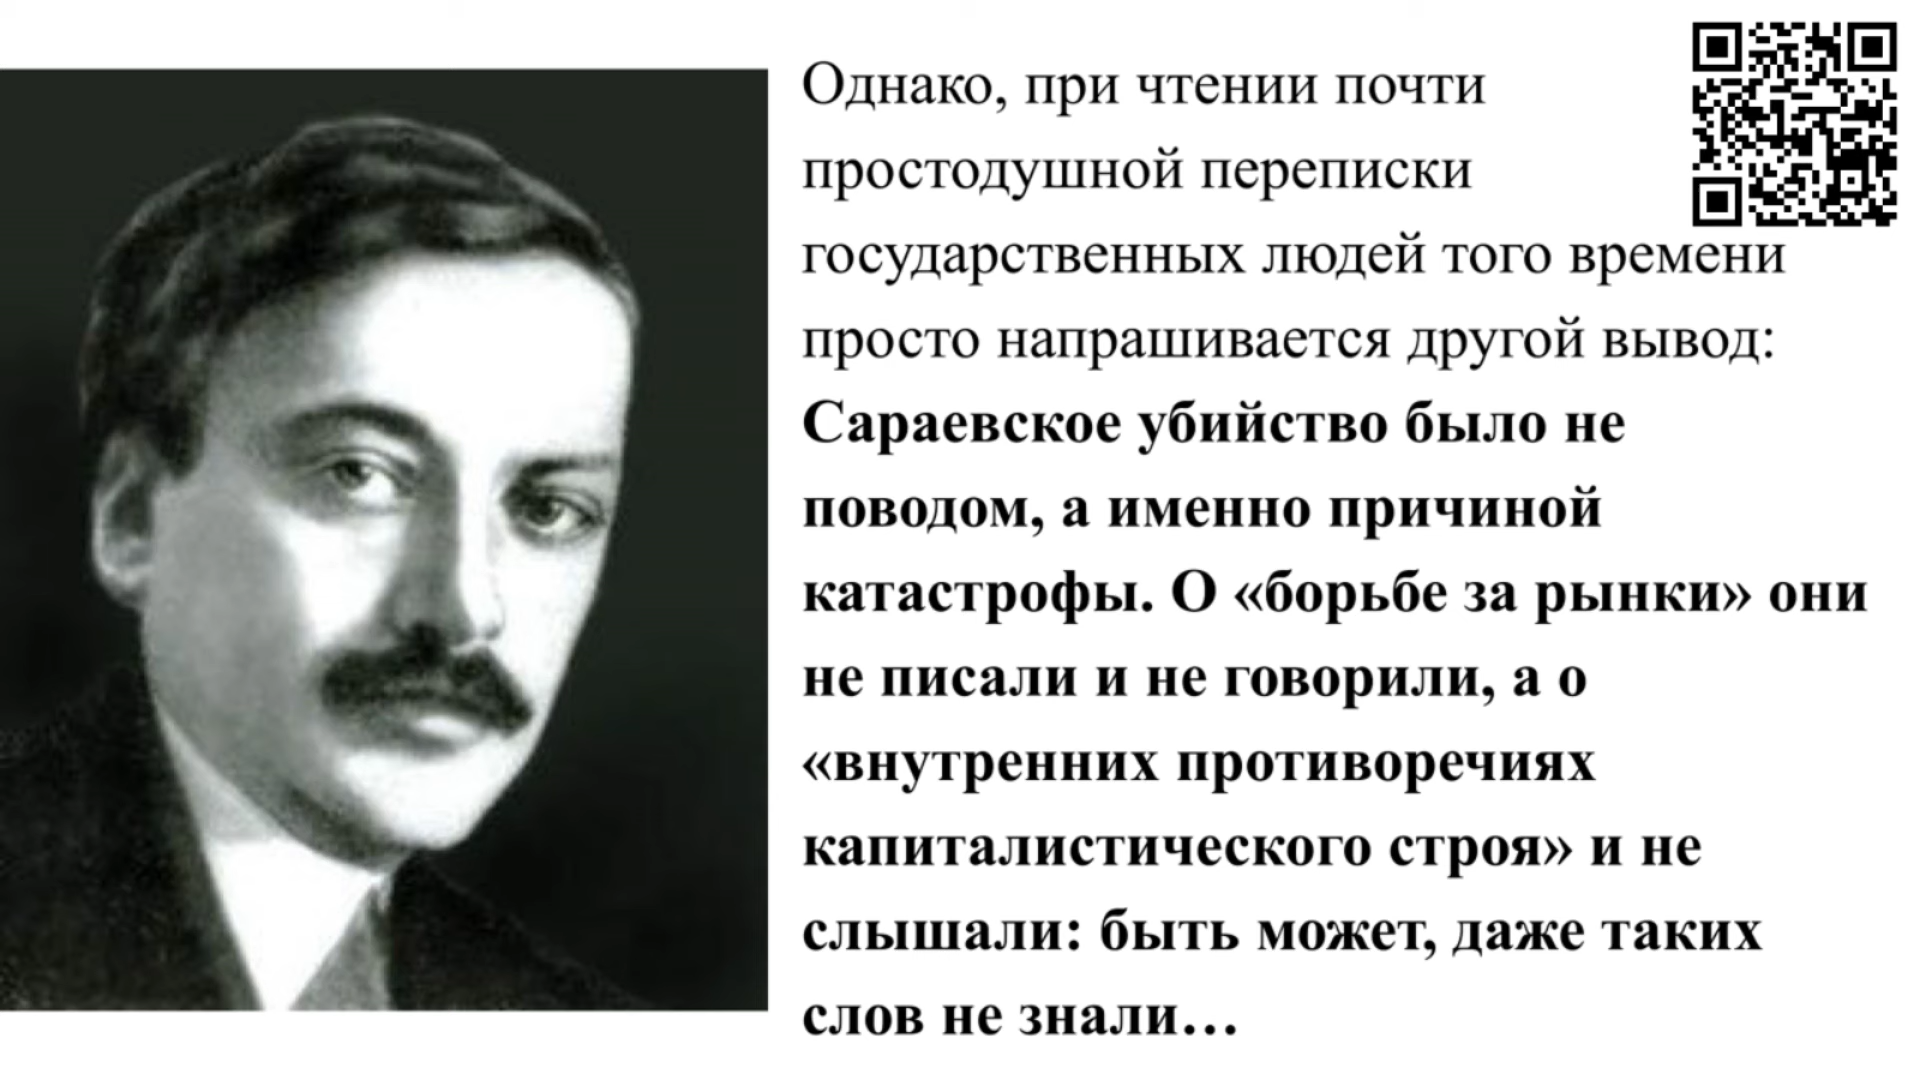 Однако, при чтении почти
простодушной переписки
государственных людей того времени
просто напрашивается другой вывод:
Сараевское убийство было не
поводом, а именно причиной
катастрофы. О «борьбе за рынки» они
не писали и не говорили, а о
«внутренних противоречиях
капиталистического строя» и не
слышали: быть может, даже таких
слов не знали…